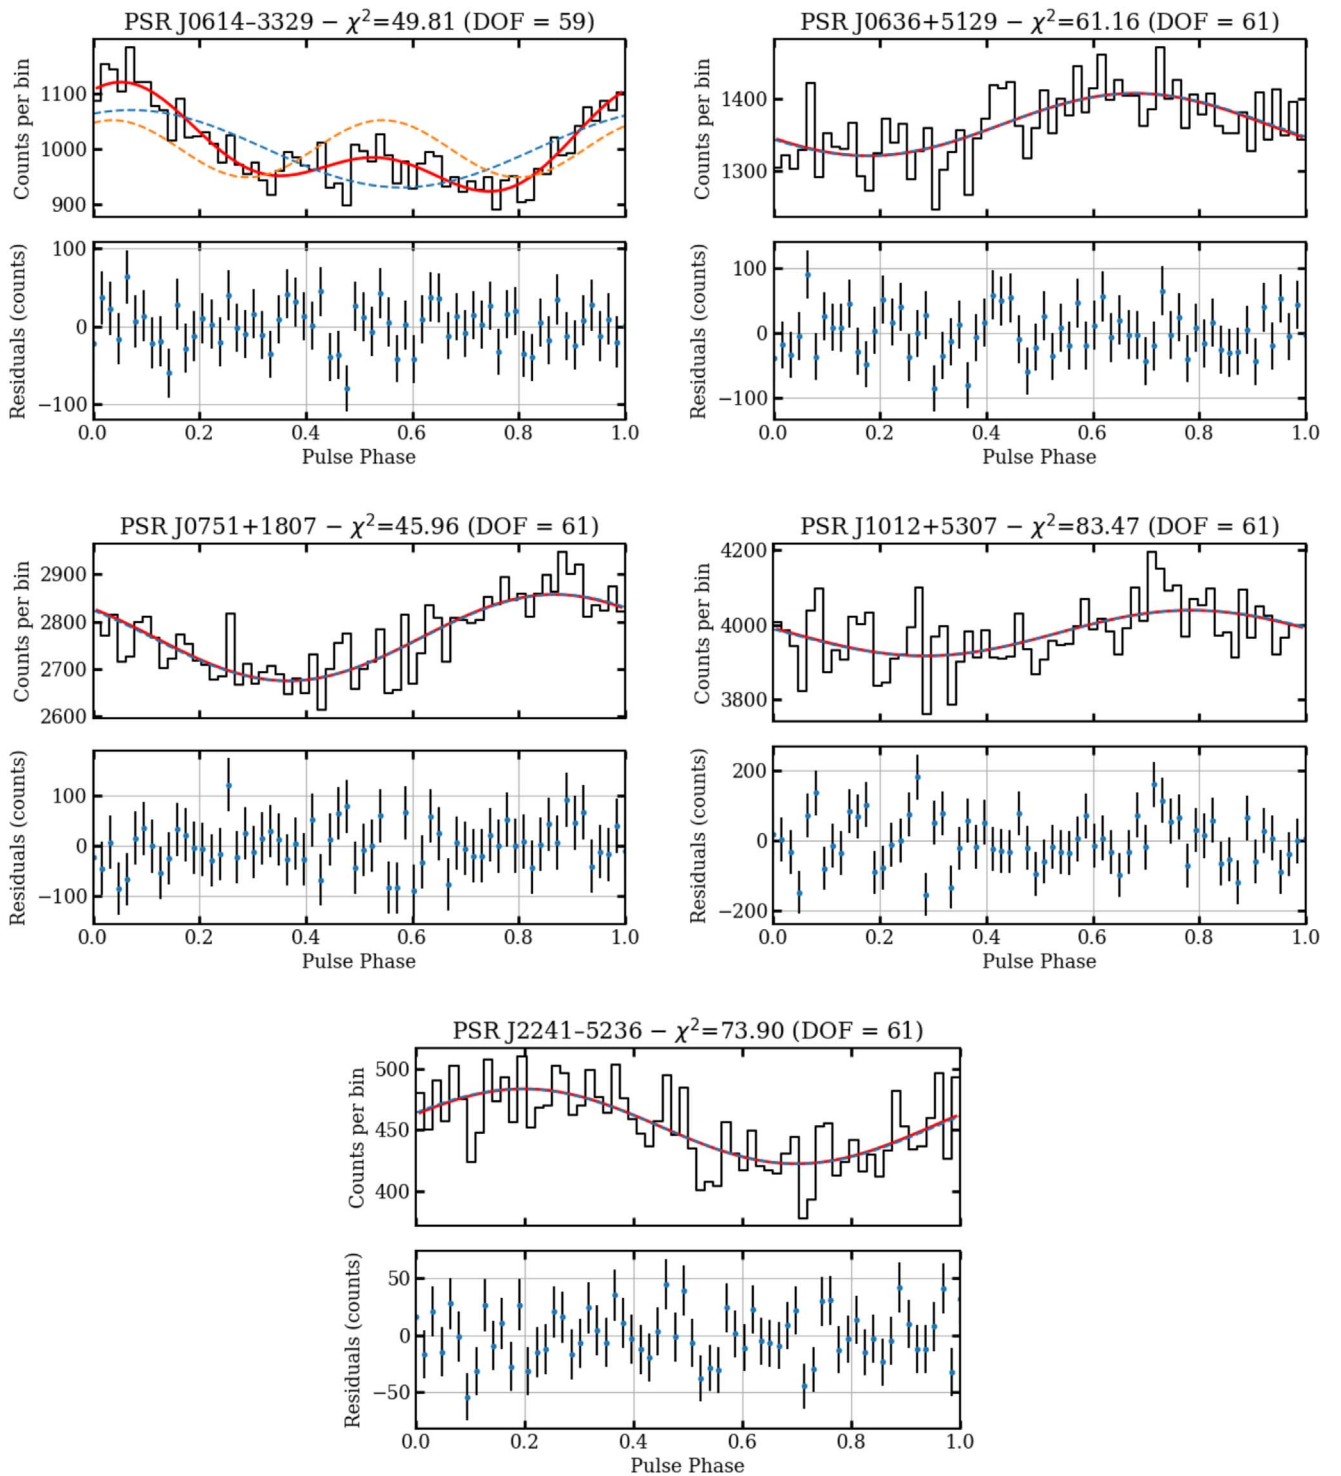 PSR J0614–3329 − χ²=49.81 (DOF = 59)
Counts per bin
1100
1000
900
Residuals (counts)
100
0
−100
0.0 0.2 0.4 0.6 0.8 1.0
Pulse Phase
PSR J0636+5129 − χ²=61.16 (DOF = 61)
Counts per bin
1400
1300
Residuals (counts)
100
0
−100
0.0 0.2 0.4 0.6 0.8 1.0
Pulse Phase
PSR J0751+1807 − χ²=45.96 (DOF = 61)
Counts per bin
2900
2800
2700
2600
Residuals (counts)
100
0
−100
0.0 0.2 0.4 0.6 0.8 1.0
Pulse Phase
PSR J1012+5307 − χ²=83.47 (DOF = 61)
Counts per bin
4200
4000
3800
Residuals (counts)
200
0
−200
0.0 0.2 0.4 0.6 0.8 1.0
Pulse Phase
PSR J2241–5236 − χ²=73.90 (DOF = 61)
Counts per bin
500
450
400
Residuals (counts)
50
0
−50
0.0 0.2 0.4 0.6 0.8 1.0
Pulse Phase